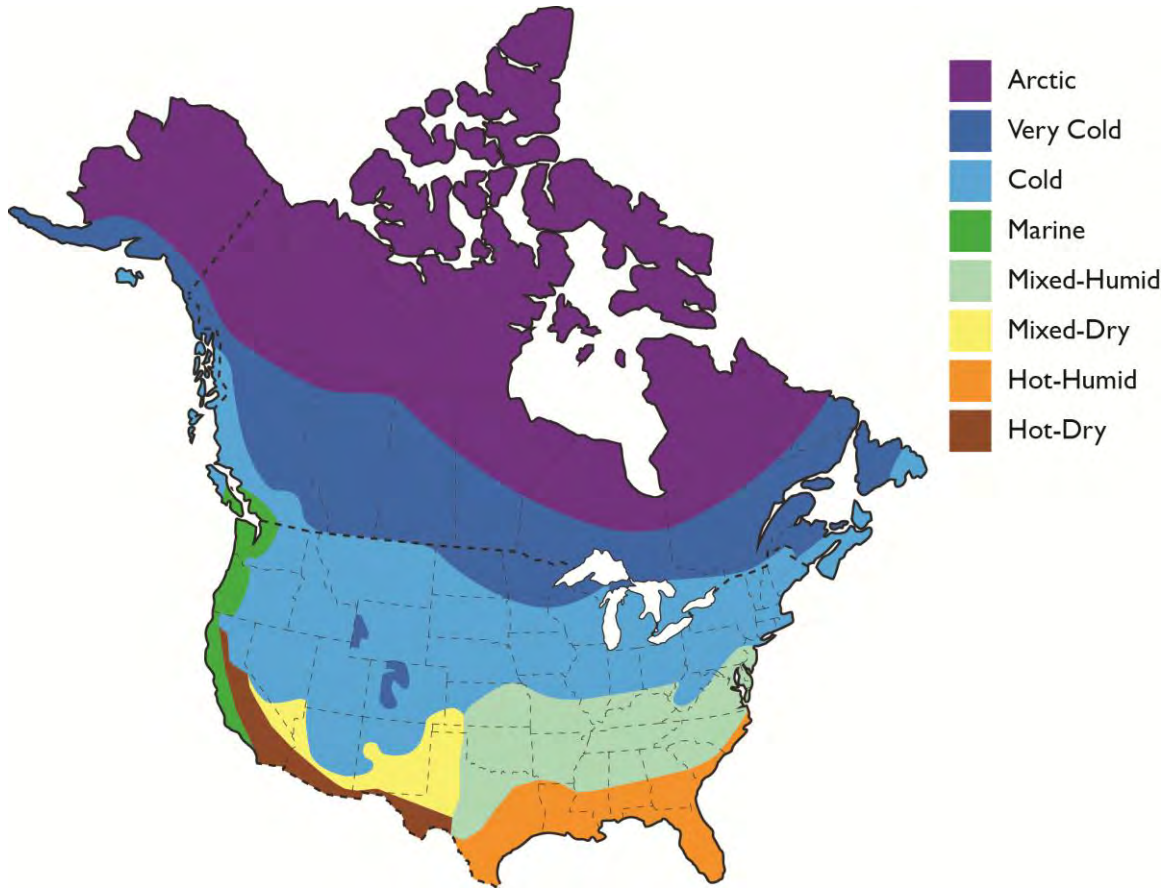 Arctic
Very Cold
Cold
Marine
Mixed-Humid
Mixed-Dry
Hot-Humid
Hot-Dry